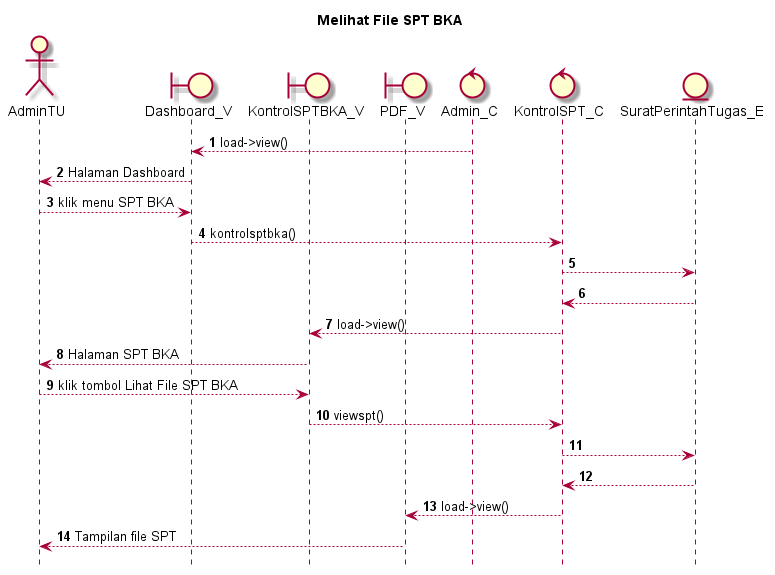 Melihat File SPT BKA
AdminTU
Dashboard_V
KontrolSPTBKA_V
PDF_V
Admin_C
KontrolSPT_C
SuratPerintahTugas_E
1 load->view()
2 Halaman Dashboard
3 klik menu SPT BKA
4 kontrolsptbka()
5
6
7 load->view()
8 Halaman SPT BKA
9 klik tombol Lihat File SPT BKA
10 viewspt()
11
12
13 load->view()
14 Tampilan file SPT